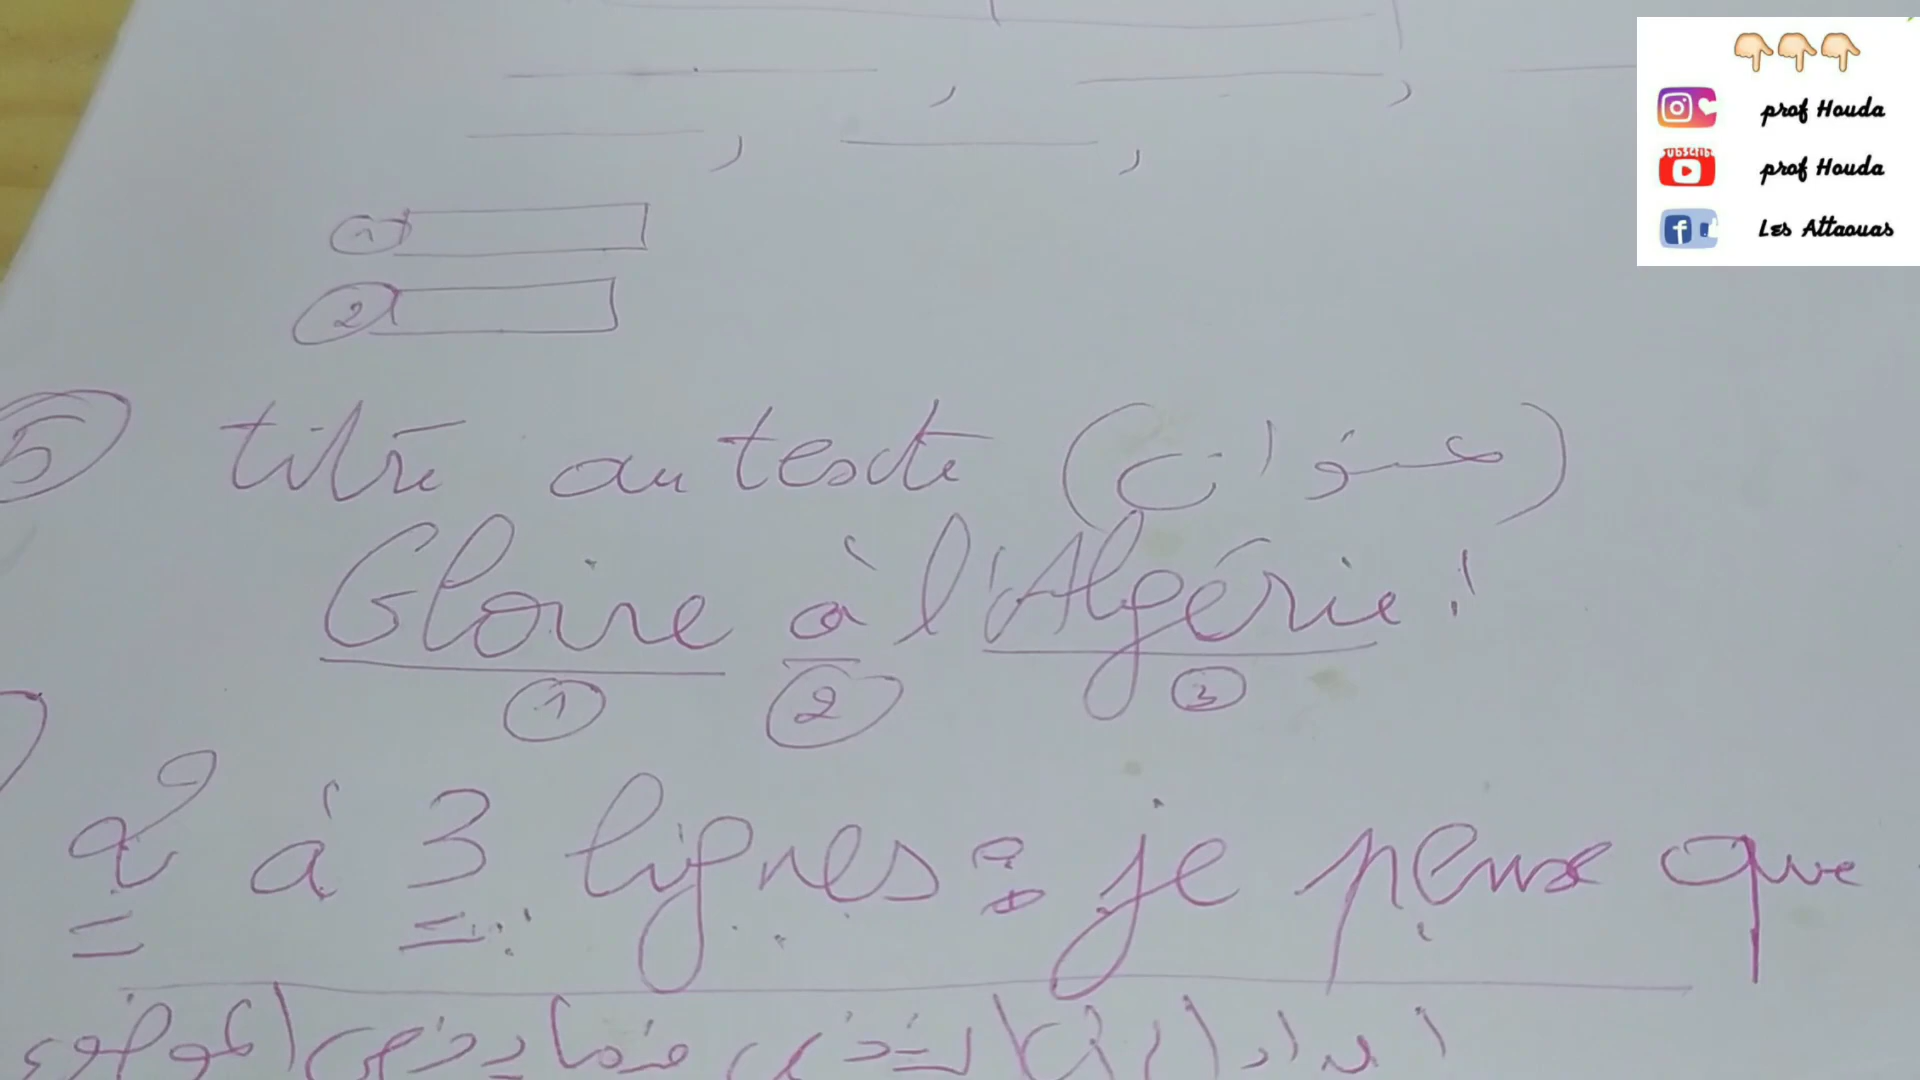 prof Houda
SUBSCRIBE
prof Houda
Les Attaouas
1
2
5 titre au texte (عنوان)
Gloire à l'Algérie !
1 2 3
2 à 3 lignes : je pense que